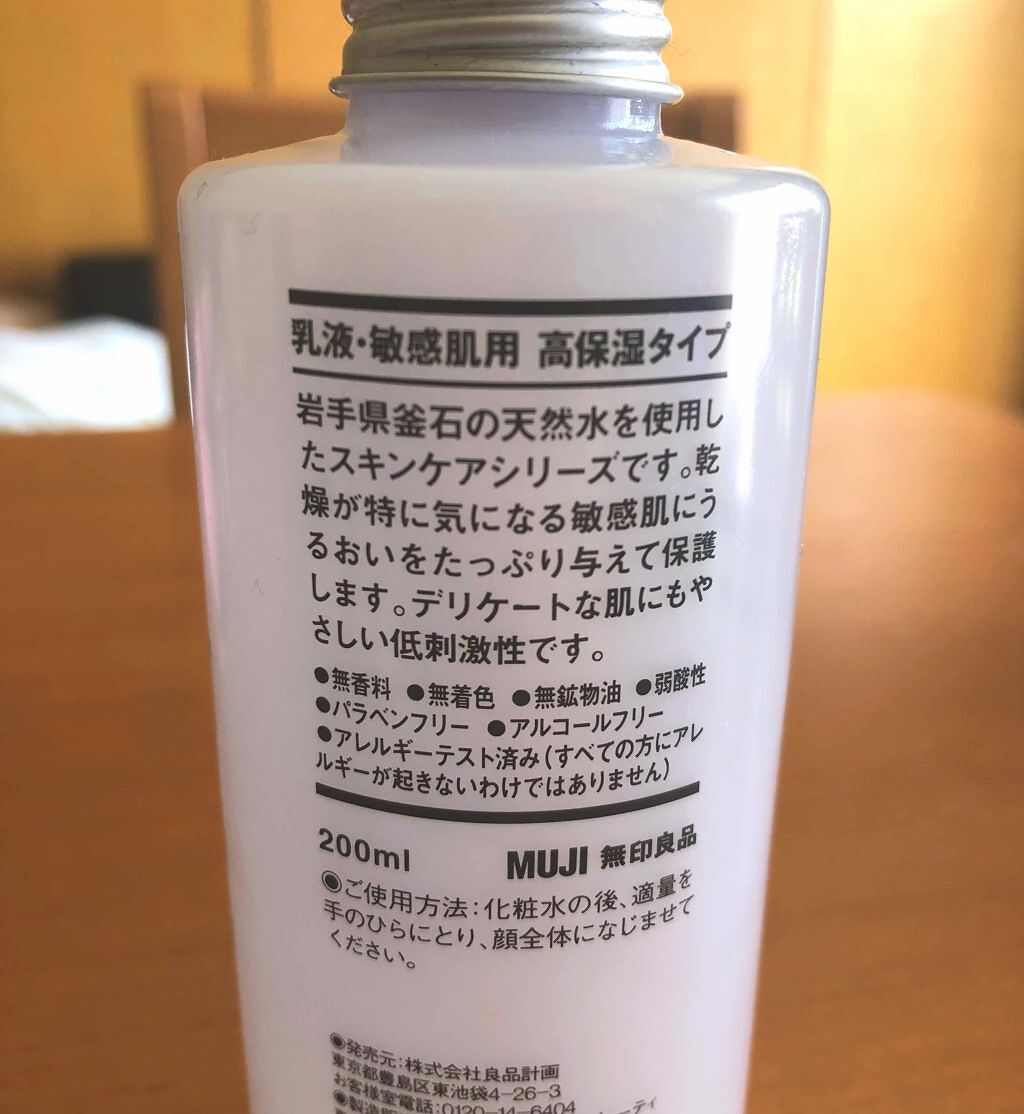 乳液・敏感肌用 高保湿タイプ
岩手県釜石の天然水を使用し
たスキンケアシリーズです。乾
燥が特に気になる敏感肌にう
るおいをたっぷり与えて保護
します。デリケートな肌にもや
さしい低刺激性です。
●無香料 ●無着色 ●無鉱物油 ●弱酸性
●パラベンフリー ●アルコールフリー
●アレルギーテスト済み(すべての方にアレ
ルギーが起きないわけではありません)
200ml MUJI 無印良品
◉ご使用方法:化粧水の後、適量を
手のひらにとり、顔全体になじませて
ください。
◉発売元:株式会社良品計画
東京都豊島区東池袋4-26-3
お客様室電話:0120-14-6404
◉製造販